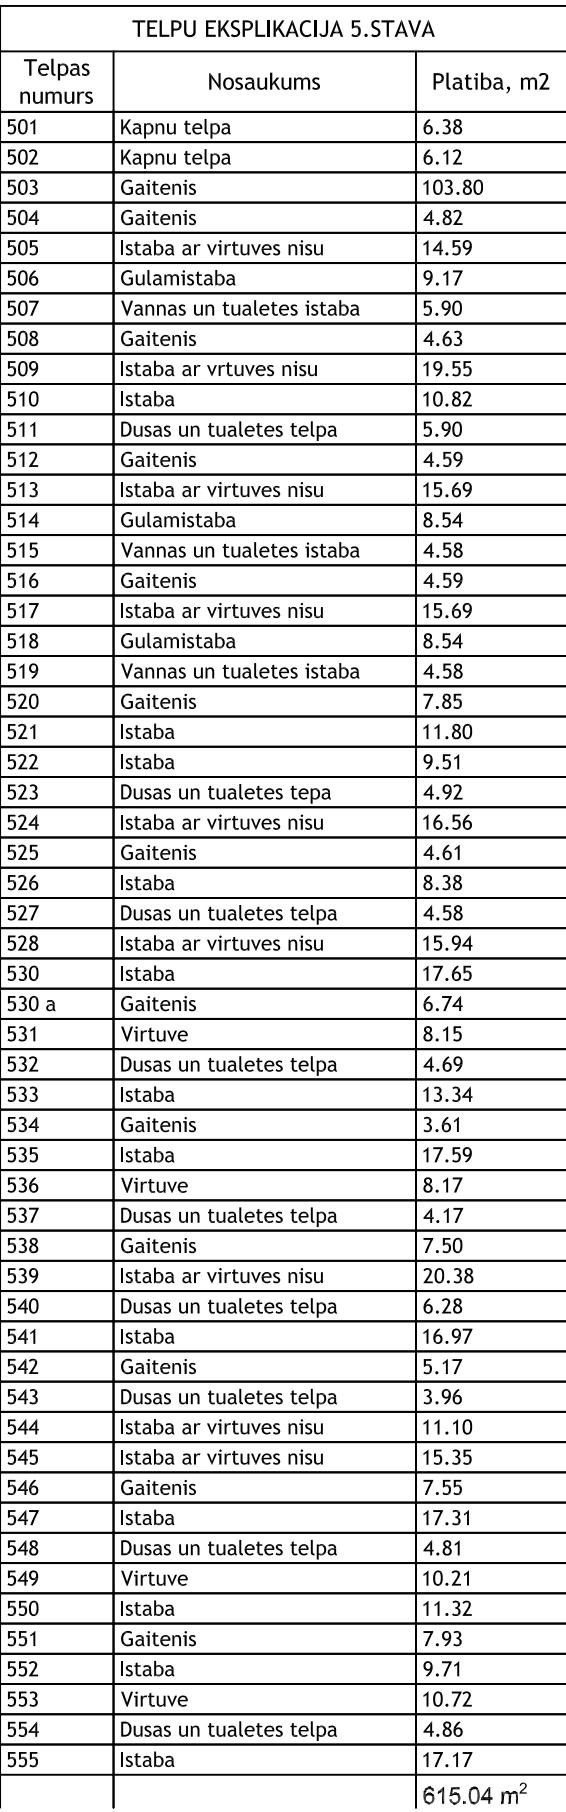 TELPU EKSPLIKACIJA 5.STAVA
Telpas numurs Nosaukums Platiba, m2
501 Kapnu telpa 6.38
502 Kapnu telpa 6.12
503 Gaitenis 103.80
504 Gaitenis 4.82
505 Istaba ar virtuves nisu 14.59
506 Gulamistaba 9.17
507 Vannas un tualetes istaba 5.90
508 Gaitenis 4.63
509 Istaba ar vrtuves nisu 19.55
510 Istaba 10.82
511 Dusas un tualetes telpa 5.90
512 Gaitenis 4.59
513 Istaba ar virtuves nisu 15.69
514 Gulamistaba 8.54
515 Vannas un tualetes istaba 4.58
516 Gaitenis 4.59
517 Istaba ar virtuves nisu 15.69
518 Gulamistaba 8.54
519 Vannas un tualetes istaba 4.58
520 Gaitenis 7.85
521 Istaba 11.80
522 Istaba 9.51
523 Dusas un tualetes tepa 4.92
524 Istaba ar virtuves nisu 16.56
525 Gaitenis 4.61
526 Istaba 8.38
527 Dusas un tualetes telpa 4.58
528 Istaba ar virtuves nisu 15.94
530 Istaba 17.65
530 a Gaitenis 6.74
531 Virtuve 8.15
532 Dusas un tualetes telpa 4.69
533 Istaba 13.34
534 Gaitenis 3.61
535 Istaba 17.59
536 Virtuve 8.17
537 Dusas un tualetes telpa 4.17
538 Gaitenis 7.50
539 Istaba ar virtuves nisu 20.38
540 Dusas un tualetes telpa 6.28
541 Istaba 16.97
542 Gaitenis 5.17
543 Dusas un tualetes telpa 3.96
544 Istaba ar virtuves nisu 11.10
545 Istaba ar virtuves nisu 15.35
546 Gaitenis 7.55
547 Istaba 17.31
548 Dusas un tualetes telpa 4.81
549 Virtuve 10.21
550 Istaba 11.32
551 Gaitenis 7.93
552 Istaba 9.71
553 Virtuve 10.72
554 Dusas un tualetes telpa 4.86
555 Istaba 17.17
615.04 m²